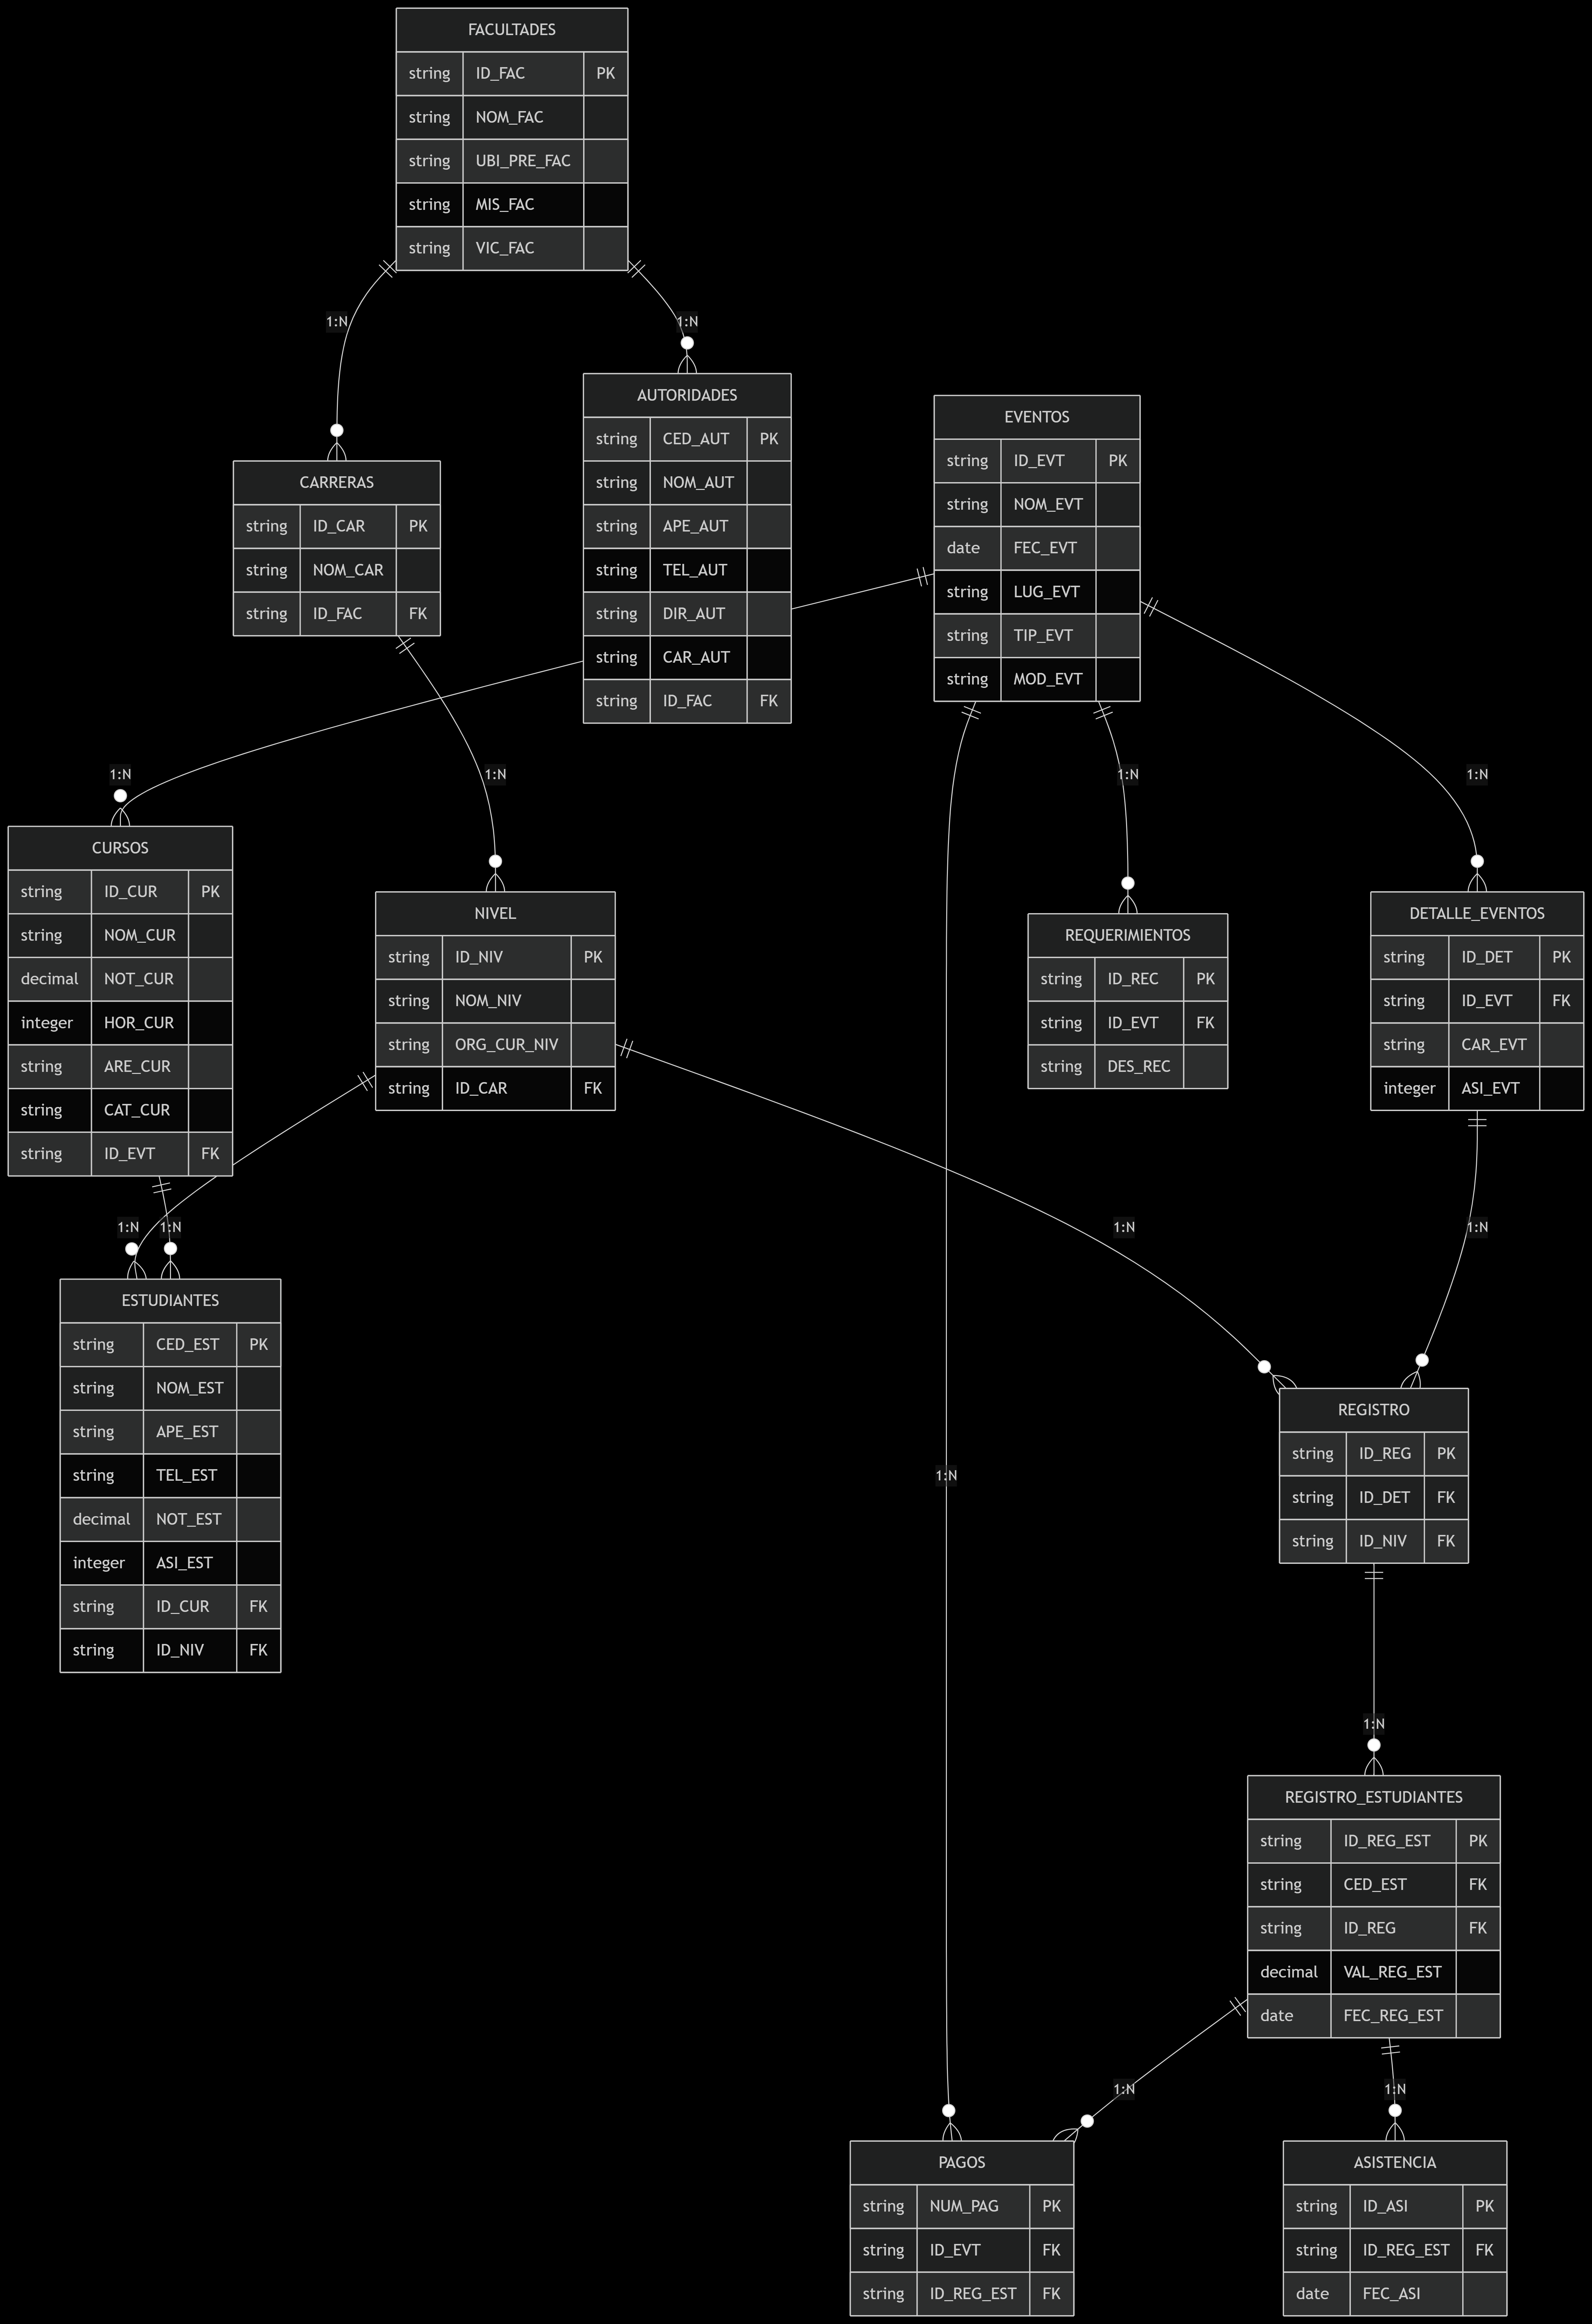 FACULTADES
string ID_FAC PK
string NOM_FAC
string UBI_PRE_FAC
string MIS_FAC
string VIC_FAC
1:N
1:N
AUTORIDADES
string CED_AUT PK
string NOM_AUT
string APE_AUT
string TEL_AUT
string DIR_AUT
string CAR_AUT
string ID_FAC FK
EVENTOS
string ID_EVT PK
string NOM_EVT
date FEC_EVT
string LUG_EVT
string TIP_EVT
string MOD_EVT
CARRERAS
string ID_CAR PK
string NOM_CAR
string ID_FAC FK
1:N
1:N
1:N
1:N
CURSOS
string ID_CUR PK
string NOM_CUR
decimal NOT_CUR
integer HOR_CUR
string ARE_CUR
string CAT_CUR
string ID_EVT FK
NIVEL
string ID_NIV PK
string NOM_NIV
string ORG_CUR_NIV
string ID_CAR FK
REQUERIMIENTOS
string ID_REC PK
string ID_EVT FK
string DES_REC
DETALLE_EVENTOS
string ID_DET PK
string ID_EVT FK
string CAR_EVT
integer ASI_EVT
1:N
1:N
1:N
1:N
ESTUDIANTES
string CED_EST PK
string NOM_EST
string APE_EST
string TEL_EST
decimal NOT_EST
integer ASI_EST
string ID_CUR FK
string ID_NIV FK
1:N
REGISTRO
string ID_REG PK
string ID_DET FK
string ID_NIV FK
1:N
REGISTRO_ESTUDIANTES
string ID_REG_EST PK
string CED_EST FK
string ID_REG FK
decimal VAL_REG_EST
date FEC_REG_EST
1:N
1:N
PAGOS
string NUM_PAG PK
string ID_EVT FK
string ID_REG_EST FK
ASISTENCIA
string ID_ASI PK
string ID_REG_EST FK
date FEC_ASI